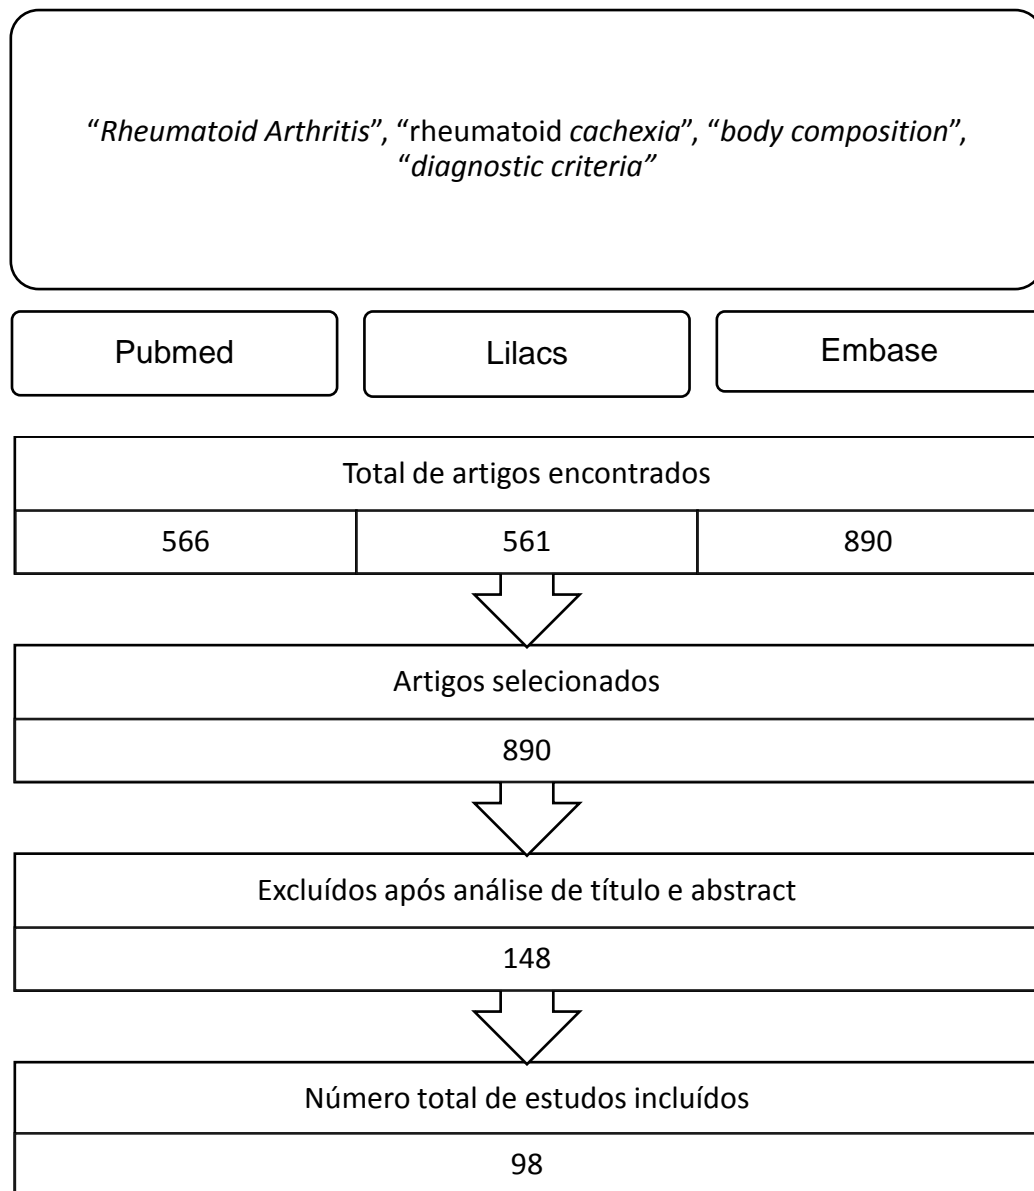 “Rheumatoid Arthritis”, “rheumatoid cachexia”, “body composition”,
“diagnostic criteria”
Pubmed
Lilacs
Embase
Total de artigos encontrados
566
561
890
Artigos selecionados
890
Excluídos após análise de título e abstract
148
Número total de estudos incluídos
98